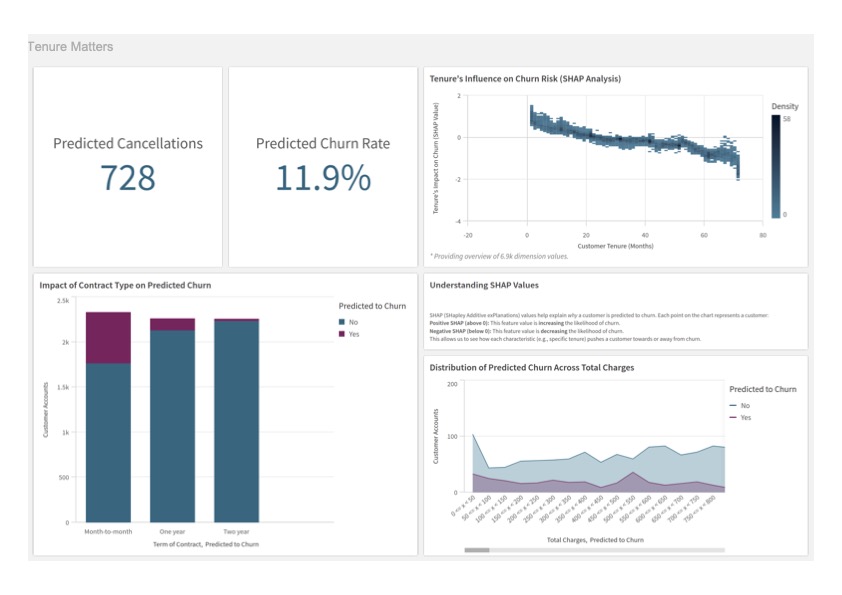 Tenure Matters
Predicted Cancellations
728
Predicted Churn Rate
11.9%
Tenure's Influence on Churn Risk (SHAP Analysis)
Tenure's Impact on Churn (SHAP Value)
2
0
-2
-4
-20
0
20
40
60
80
Customer Tenure (Months)
Density
58
0
* Providing overview of 6.9k dimension values.
Impact of Contract Type on Predicted Churn
Customer Accounts
2.5k
2k
1.5k
1k
500
0
Month-to-month
One year
Two year
Term of Contract, Predicted to Churn
Predicted to Churn
No
Yes
Understanding SHAP Values
SHAP (SHapley Additive exPlanations) values help explain why a customer is predicted to churn. Each point on the chart represents a customer:
Positive SHAP (above 0): This feature value is increasing the likelihood of churn.
Negative SHAP (below 0): This feature value is decreasing the likelihood of churn.
This allows us to see how each characteristic (e.g., specific tenure) pushes a customer towards or away from churn.
Distribution of Predicted Churn Across Total Charges
Customer Accounts
200
100
0
0 <= x < 50
50 <= x < 100
100 <= x < 150
150 <= x < 200
200 <= x < 250
250 <= x < 300
300 <= x < 350
350 <= x < 400
400 <= x < 450
450 <= x < 500
500 <= x < 550
550 <= x < 600
600 <= x < 650
650 <= x < 700
700 <= x < 750
750 <= x < 800
Total Charges, Predicted to Churn
Predicted to Churn
No
Yes